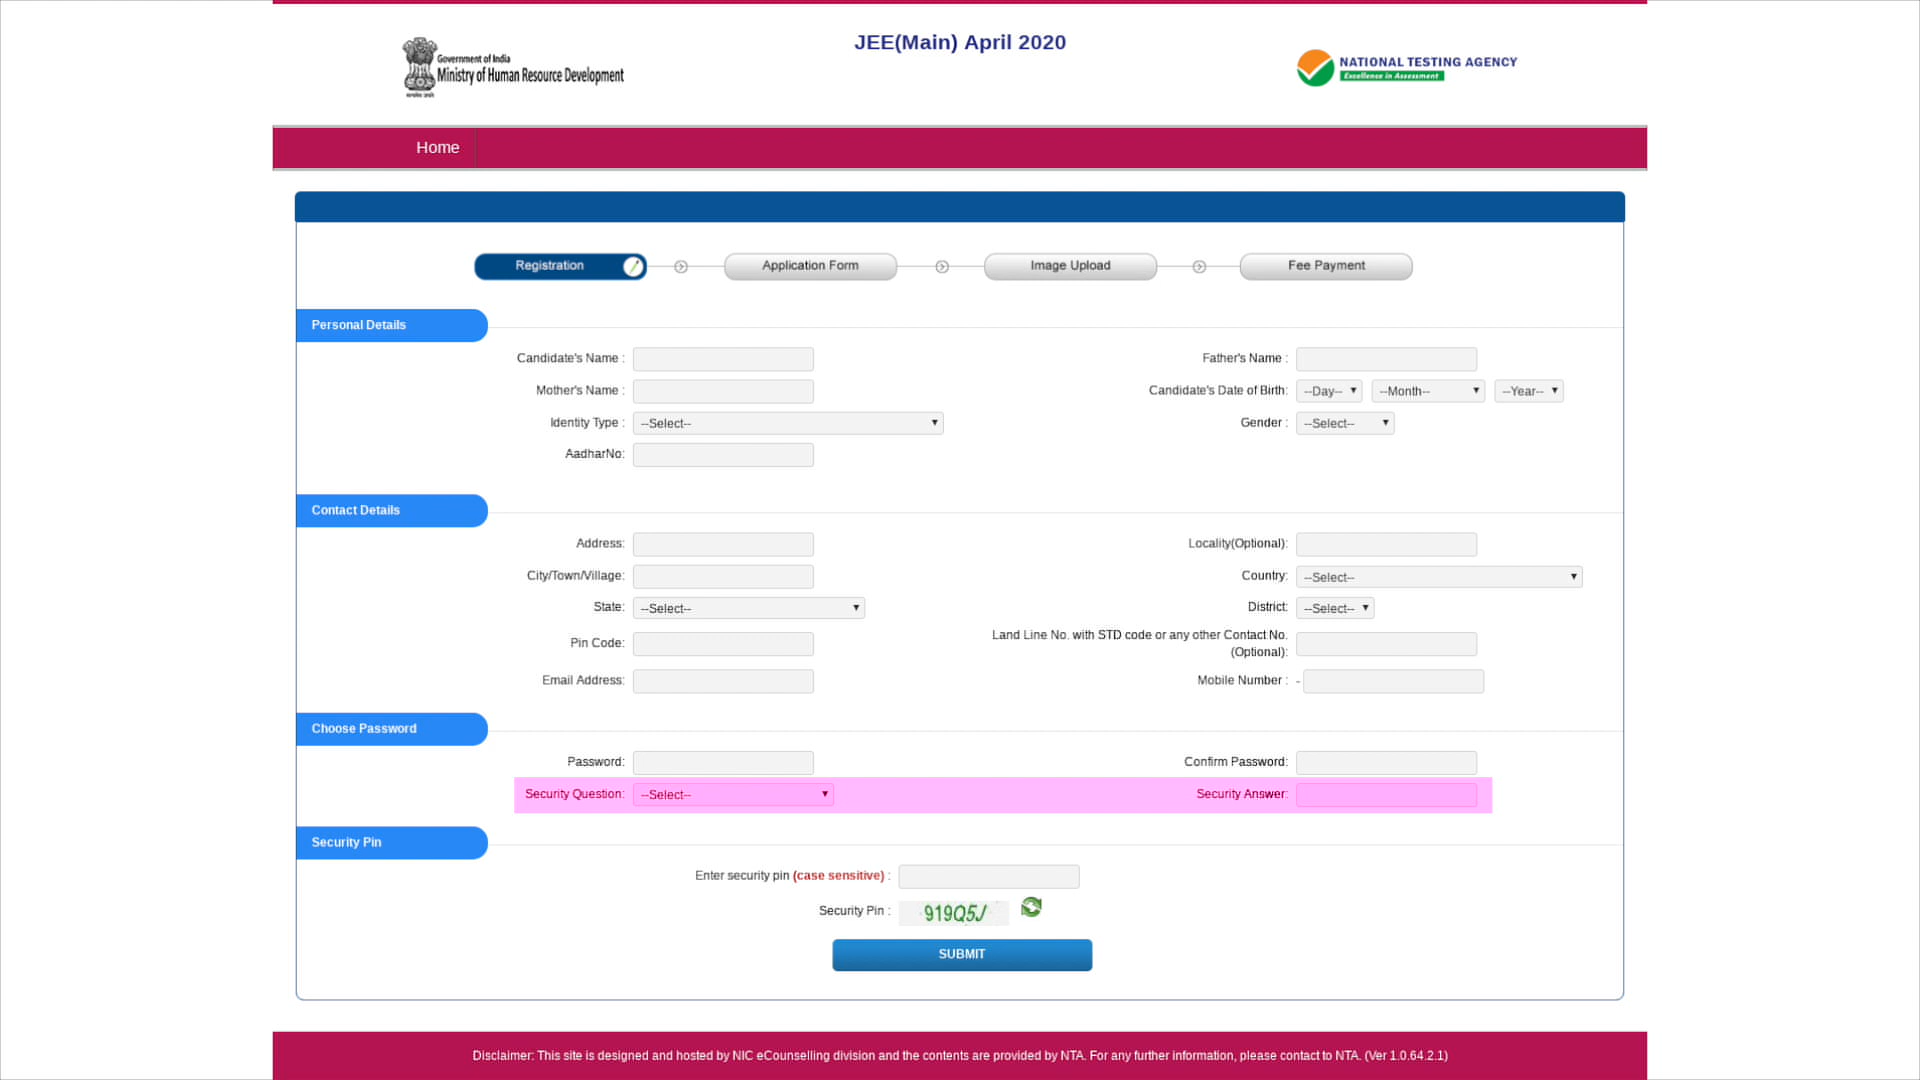 JEE(Main) April 2020
Government of India
Ministry of Human Resource Development
सत्यमेव जयते
NATIONAL TESTING AGENCY
Excellence in Assessment
Home
Registration
Application Form
Image Upload
Fee Payment
Personal Details
Candidate's Name :
Father's Name :
Mother's Name :
Candidate's Date of Birth: --Day-- --Month-- --Year--
Identity Type : --Select--
Gender : --Select--
AadharNo:
Contact Details
Address:
Locality(Optional):
City/Town/Village:
Country: --Select--
State: --Select--
District: --Select--
Pin Code:
Land Line No. with STD code or any other Contact No.
(Optional):
Email Address:
Mobile Number : -
Choose Password
Password:
Confirm Password:
Security Question: --Select--
Security Answer:
Security Pin
Enter security pin (case sensitive) :
Security Pin : 919Q5J
SUBMIT
Disclaimer: This site is designed and hosted by NIC eCounselling division and the contents are provided by NTA. For any further information, please contact to NTA. (Ver 1.0.64.2.1)